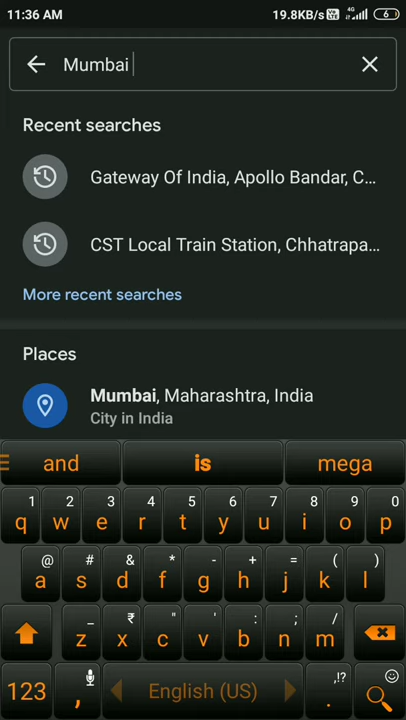 11:36 AM 19.8KB/s VoLTE 4G 6
Mumbai
Recent searches
Gateway Of India, Apollo Bandar, C...
CST Local Train Station, Chhatrapa...
More recent searches
Places
Mumbai, Maharashtra, India
City in India
and is mega
1 2 3 4 5 6 7 8 9 0
q w e r t y u i o p
@ # & * - + = ( )
a s d f g h j k l
_ ₹ " ' : ; /
z x c v b n m
,!?
123 , English (US) .